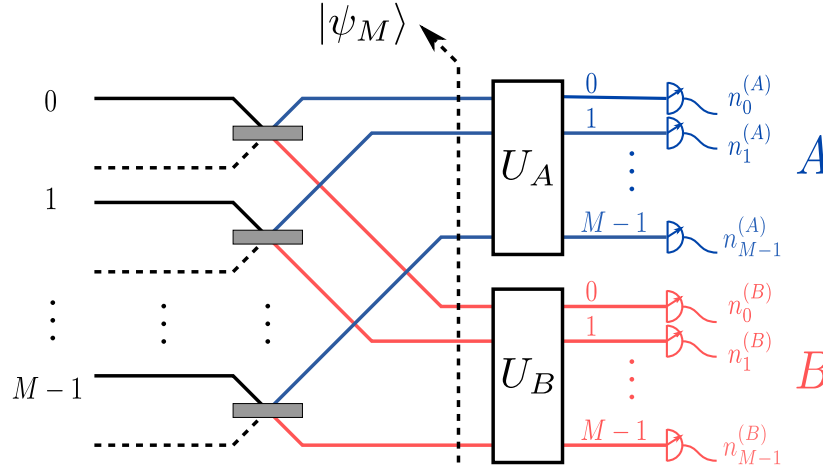 |ψ_M⟩
0
1
M − 1
U_A
0
1
M − 1
n_0^{(A)}
n_1^{(A)}
n_{M−1}^{(A)}
A
U_B
0
1
M − 1
n_0^{(B)}
n_1^{(B)}
n_{M−1}^{(B)}
B